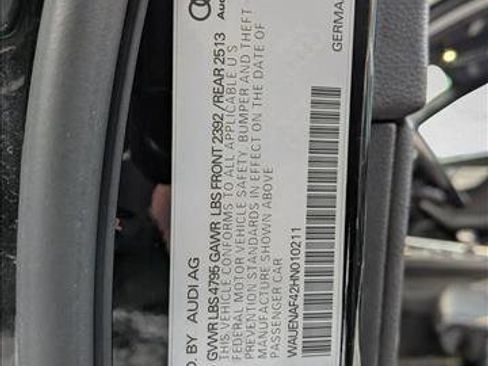 Au
GERMA
D. BY AUDI AG
GVWR LBS 4795 GAWR LBS FRONT 2392 /REAR 2513
THIS VEHICLE CONFORMS TO ALL APPLICABLE U S
FEDERAL MOTOR VEHICLE SAFETY, BUMPER AND THEFT
PREVENTION STANDARDS IN EFFECT ON THE DATE OF
MANUFACTURE SHOWN ABOVE
PASSENGER CAR
WAUENAF42HN010211